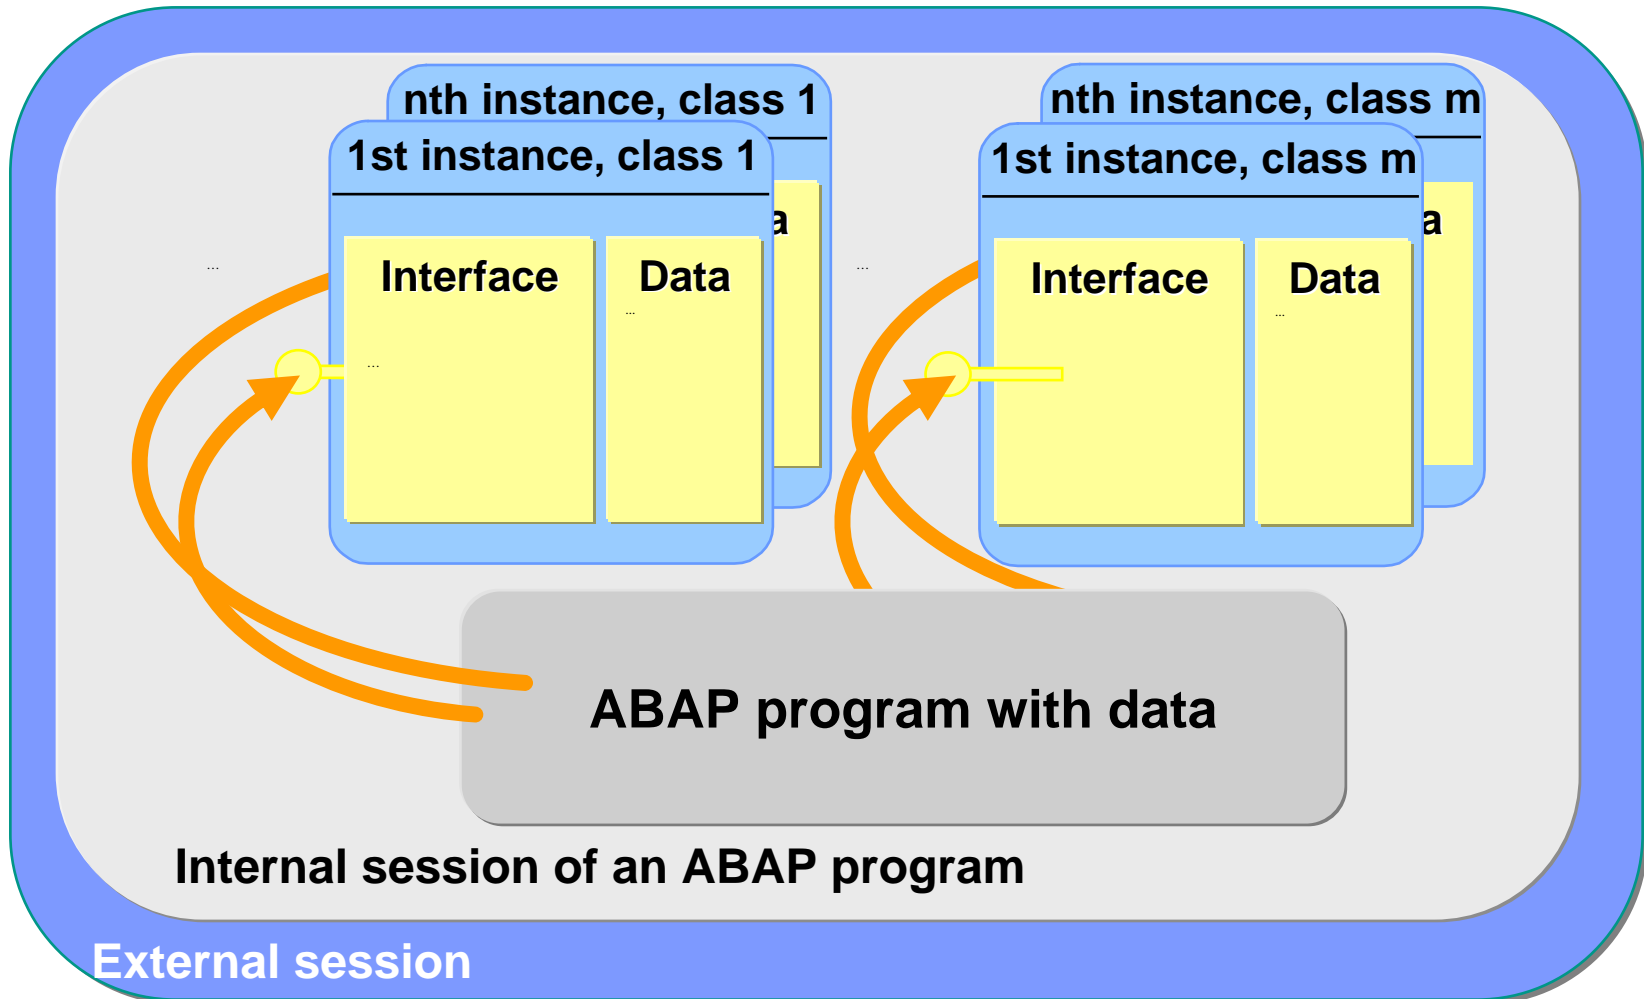 nth instance, class 1
nth instance, class m
1st instance, class 1
1st instance, class m
a
a
...
Interface
Data
...
Interface
Data
...
...
...
ABAP program with data
Internal session of an ABAP program
External session